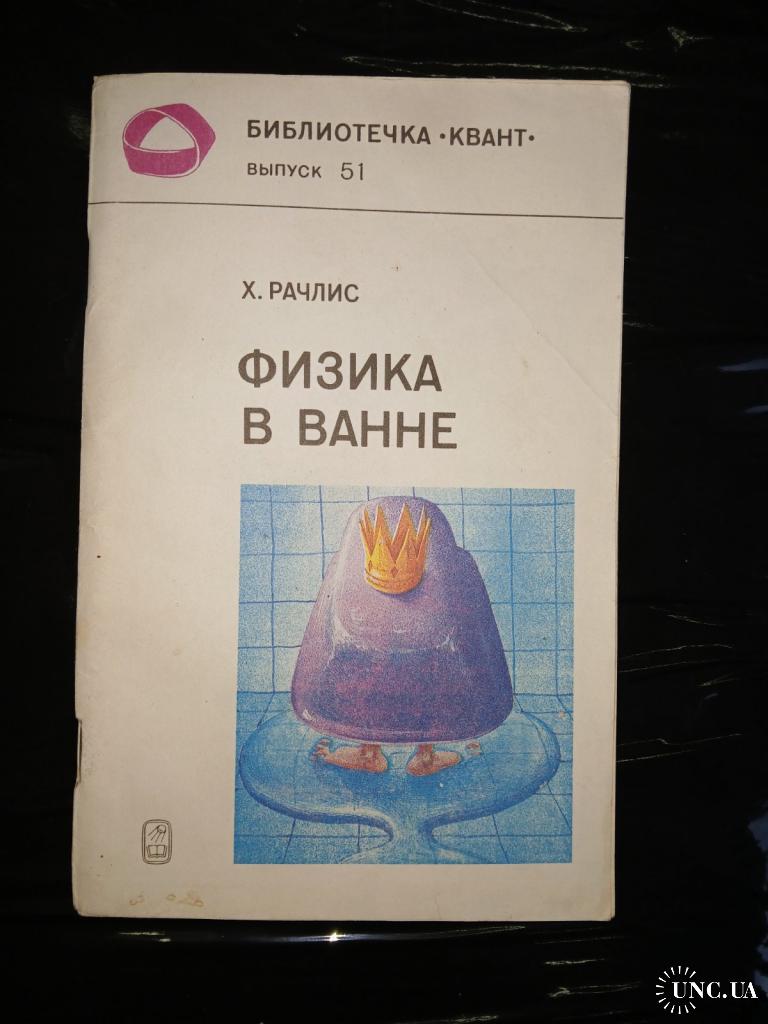 БИБЛИОТЕЧКА •КВАНТ•
ВЫПУСК 51
Х. РАЧЛИС
ФИЗИКА
В ВАННЕ
UNC.UA